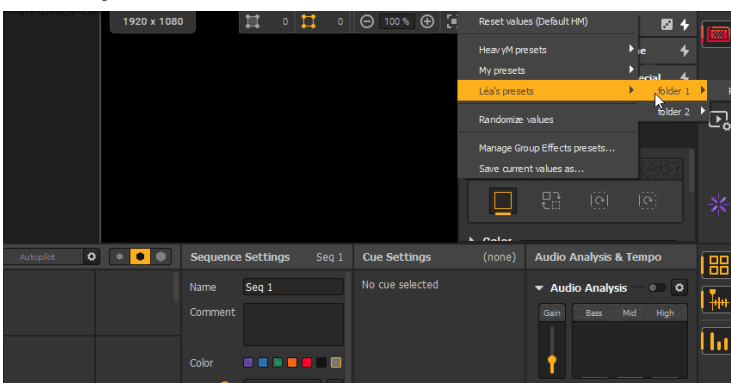 1920 x 1080
0
0
100 %
Reset values (Default HM)
HeavyM presets
My presets
Léa's presets
folder 1
folder 2
Randomize values
Manage Group Effects presets...
Save current values as...
Color
Autopilot
Sequence Settings
Seq 1
Cue Settings
(none)
Audio Analysis & Tempo
Name
Seq 1
No cue selected
Audio Analysis
Comment
Gain
Bass
Mid
High
Color